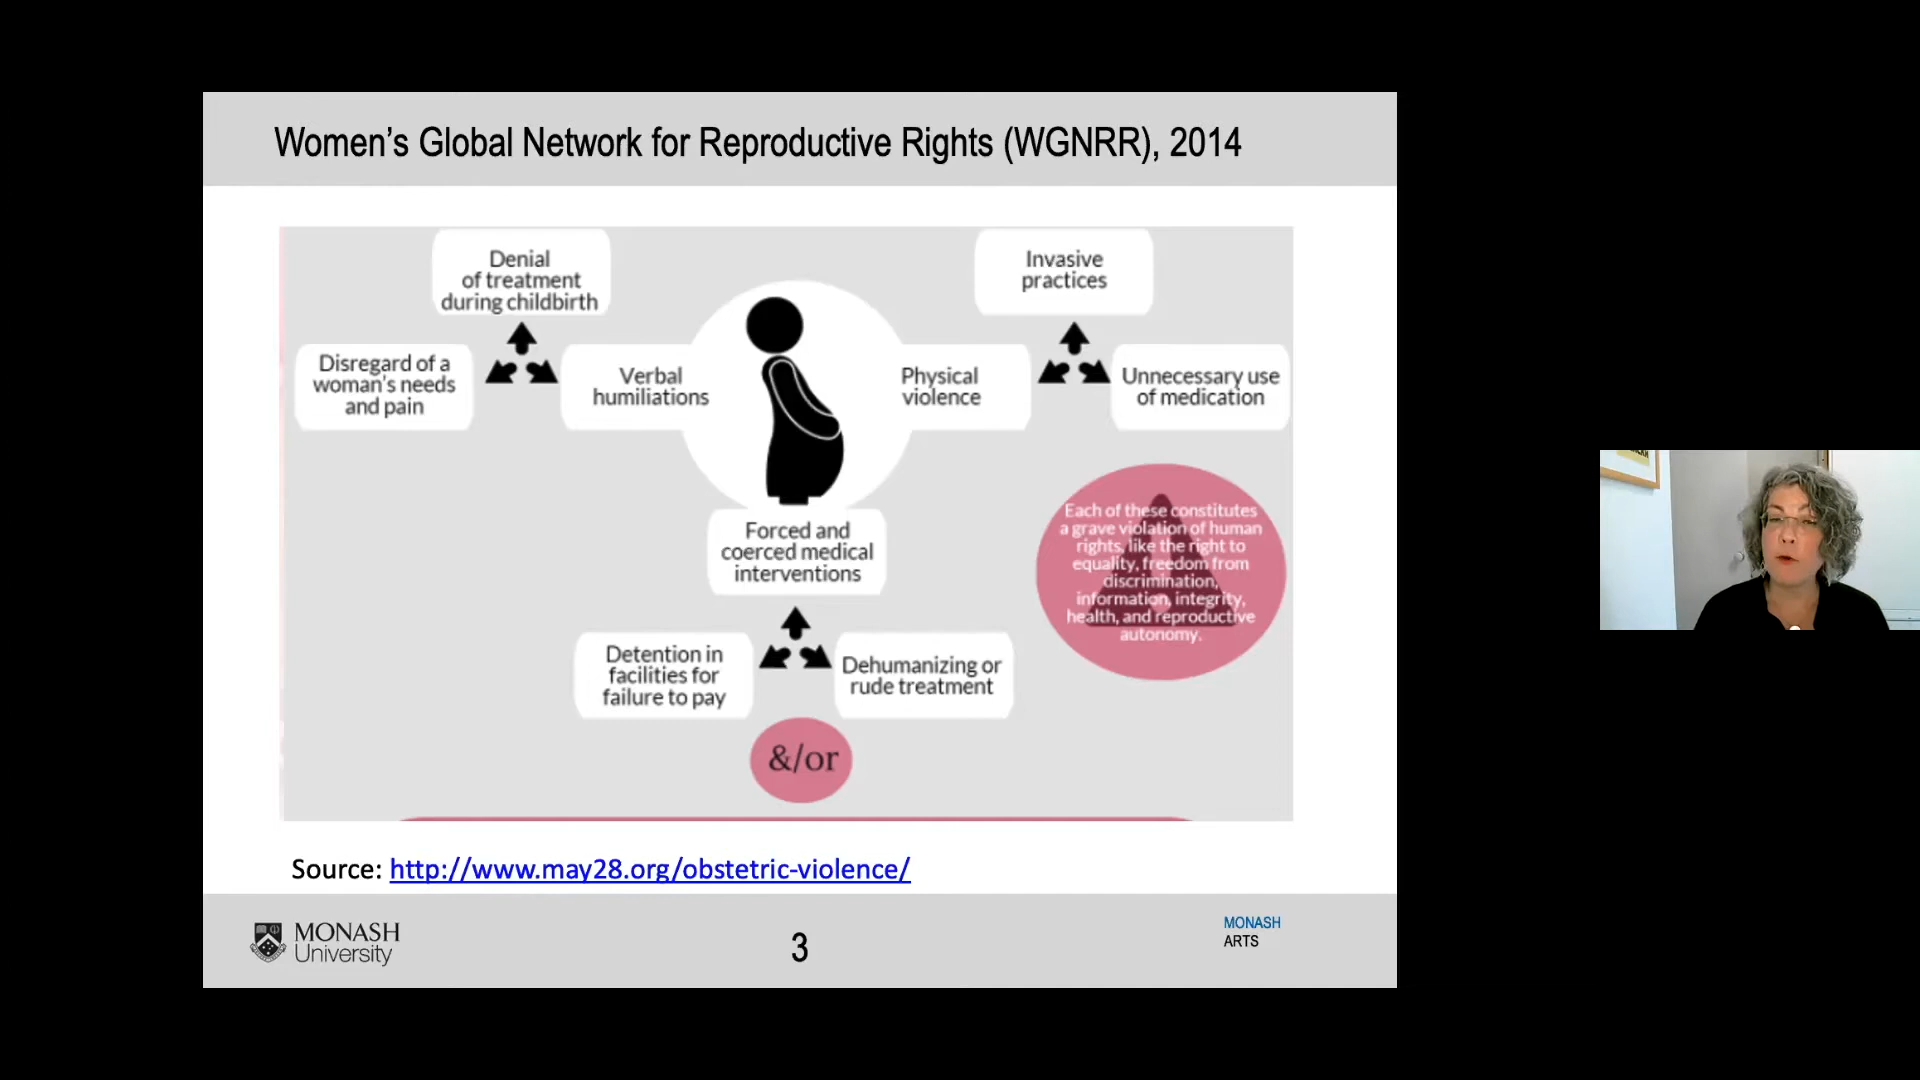 Women's Global Network for Reproductive Rights (WGNRR), 2014
Denial
of treatment
during childbirth
Invasive
practices
Disregard of a
woman's needs
and pain
Verbal
humiliations
Physical
violence
Unnecessary use
of medication
Forced and
coerced medical
interventions
Each of these constitutes
a grave violation of human
rights, like the right to
equality, freedom from
discrimination,
information, integrity,
health, and reproductive
autonomy.
Detention in
facilities for
failure to pay
Dehumanizing or
rude treatment
&/or
Source: http://www.may28.org/obstetric-violence/
MONASH
University
3
MONASH
ARTS